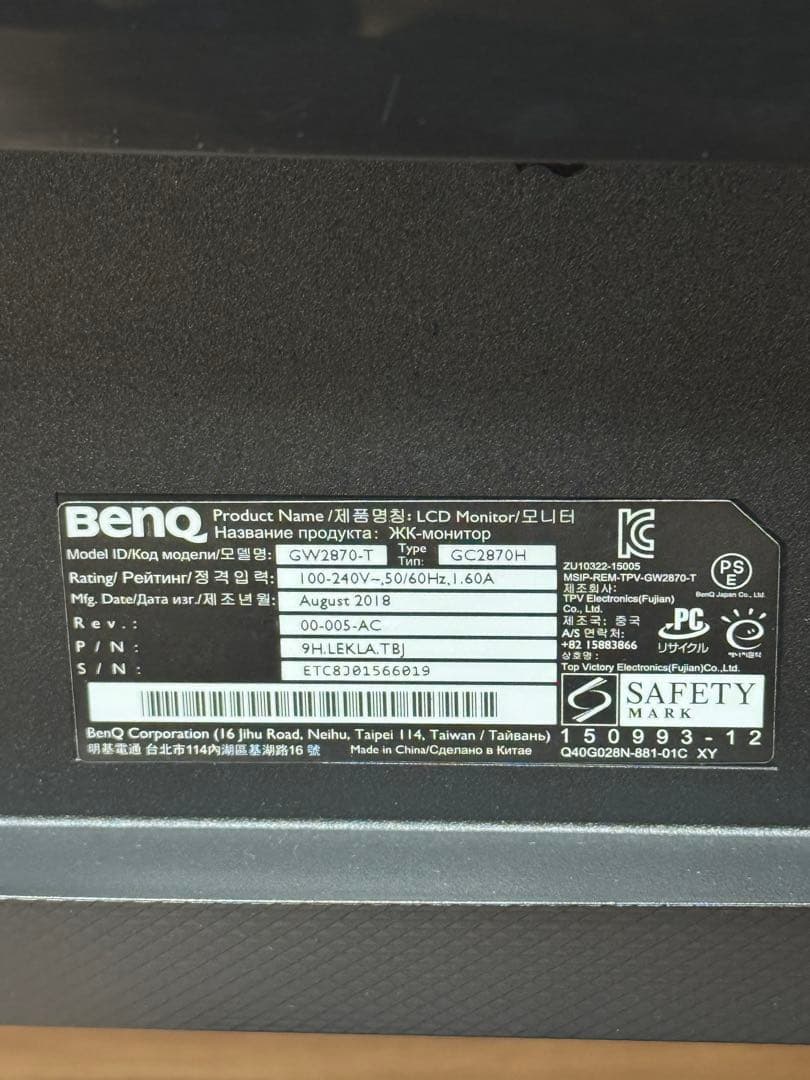 BenQ Product Name /제품명칭: LCD Monitor/모니터
Название продукта: ЖК-монитор
Model ID/Код модели/모델명: GW2870-T Type Тип: GC2870H
Rating/ Рейтинг/정격입력: 100-240V~,50/60Hz,1.60A
Mfg. Date/Дата изг./제조년월: August 2018
Rev.: 00-005-AC
P/N: 9H.LEKLA.TBJ
S/N: ETC8J01566019
BenQ Corporation (16 Jihu Road, Neihu, Taipei 114, Taiwan / Тайвань)
明基電通 台北市114內湖區基湖路16 號 Made in China/Сделано в Китае
ZU10322-15005
MSIP-REM-TPV-GW2870-T
제조회사:
TPV Electronics(Fujian)
Co., Ltd.
제조국: 중국
A/S 연락처:
+82 15883866
상호명:
Top Victory Electronics(Fujian)Co.,Ltd.
PS
E
BenQ Japan Co., Ltd.
PC
リサイクル
SAFETY
MARK
150993-12
Q40G028N-881-01C XY